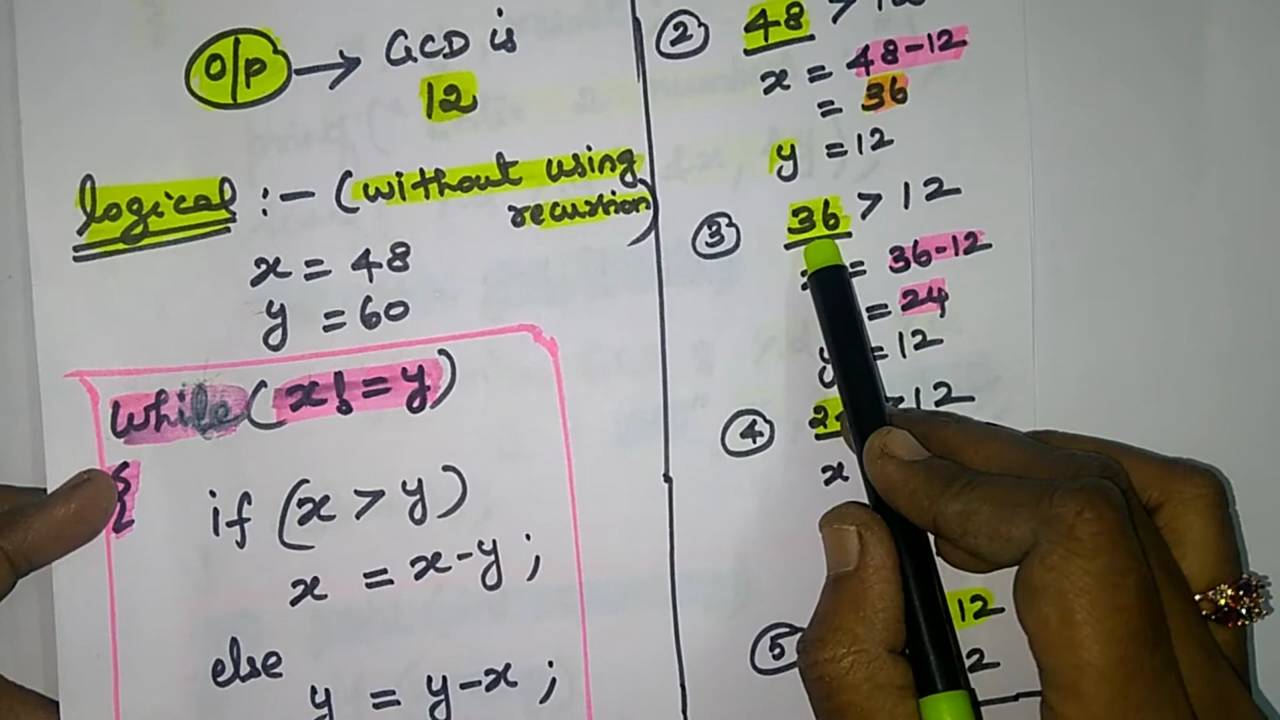 O/P → GCD is
12
logical :- (without using
recursion)
x = 48
y = 60
while (x != y)
{
if (x > y)
x = x-y ;
else
y = y-x ;
② 48 >
x = 48-12
= 36
y = 12
③ 36 > 12
= 36-12
= 24
y = 12
④ 12
x
12
⑤